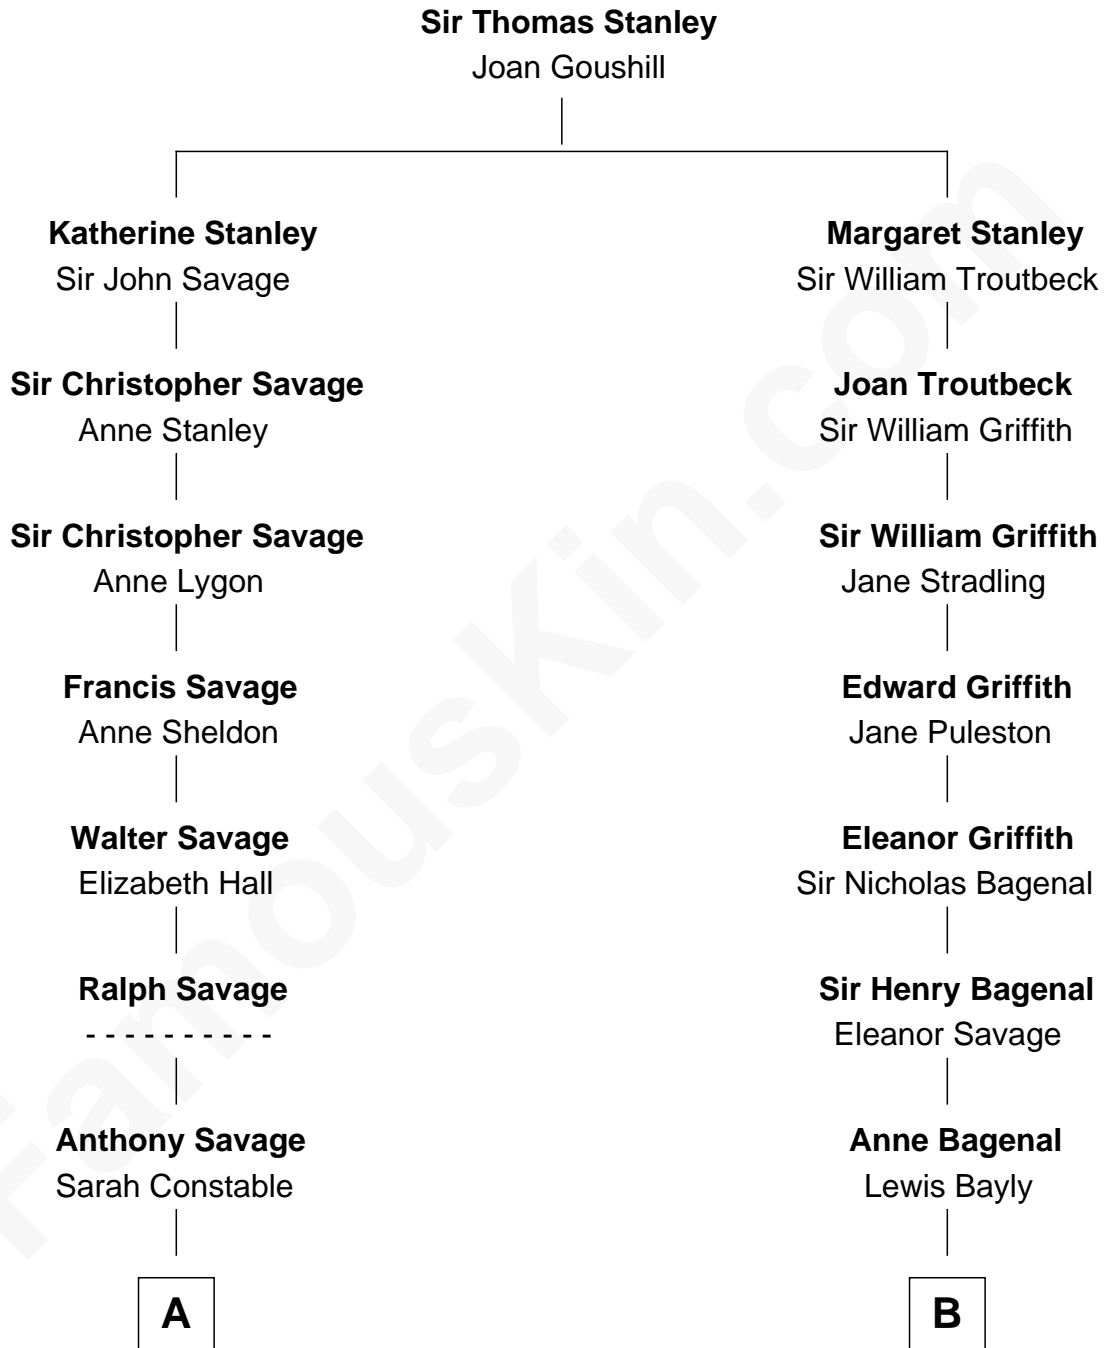 Sir Thomas Stanley
Joan Goushill
Katherine Stanley
Sir John Savage
Margaret Stanley
Sir William Troutbeck
Sir Christopher Savage
Anne Stanley
Joan Troutbeck
Sir William Griffith
Sir Christopher Savage
Anne Lygon
Sir William Griffith
Jane Stradling
Francis Savage
Anne Sheldon
Edward Griffith
Jane Puleston
Walter Savage
Elizabeth Hall
Eleanor Griffith
Sir Nicholas Bagenal
Ralph Savage
- - - - - - - - - -
Sir Henry Bagenal
Eleanor Savage
Anthony Savage
Sarah Constable
Anne Bagenal
Lewis Bayly
A
B
FamousKin.com